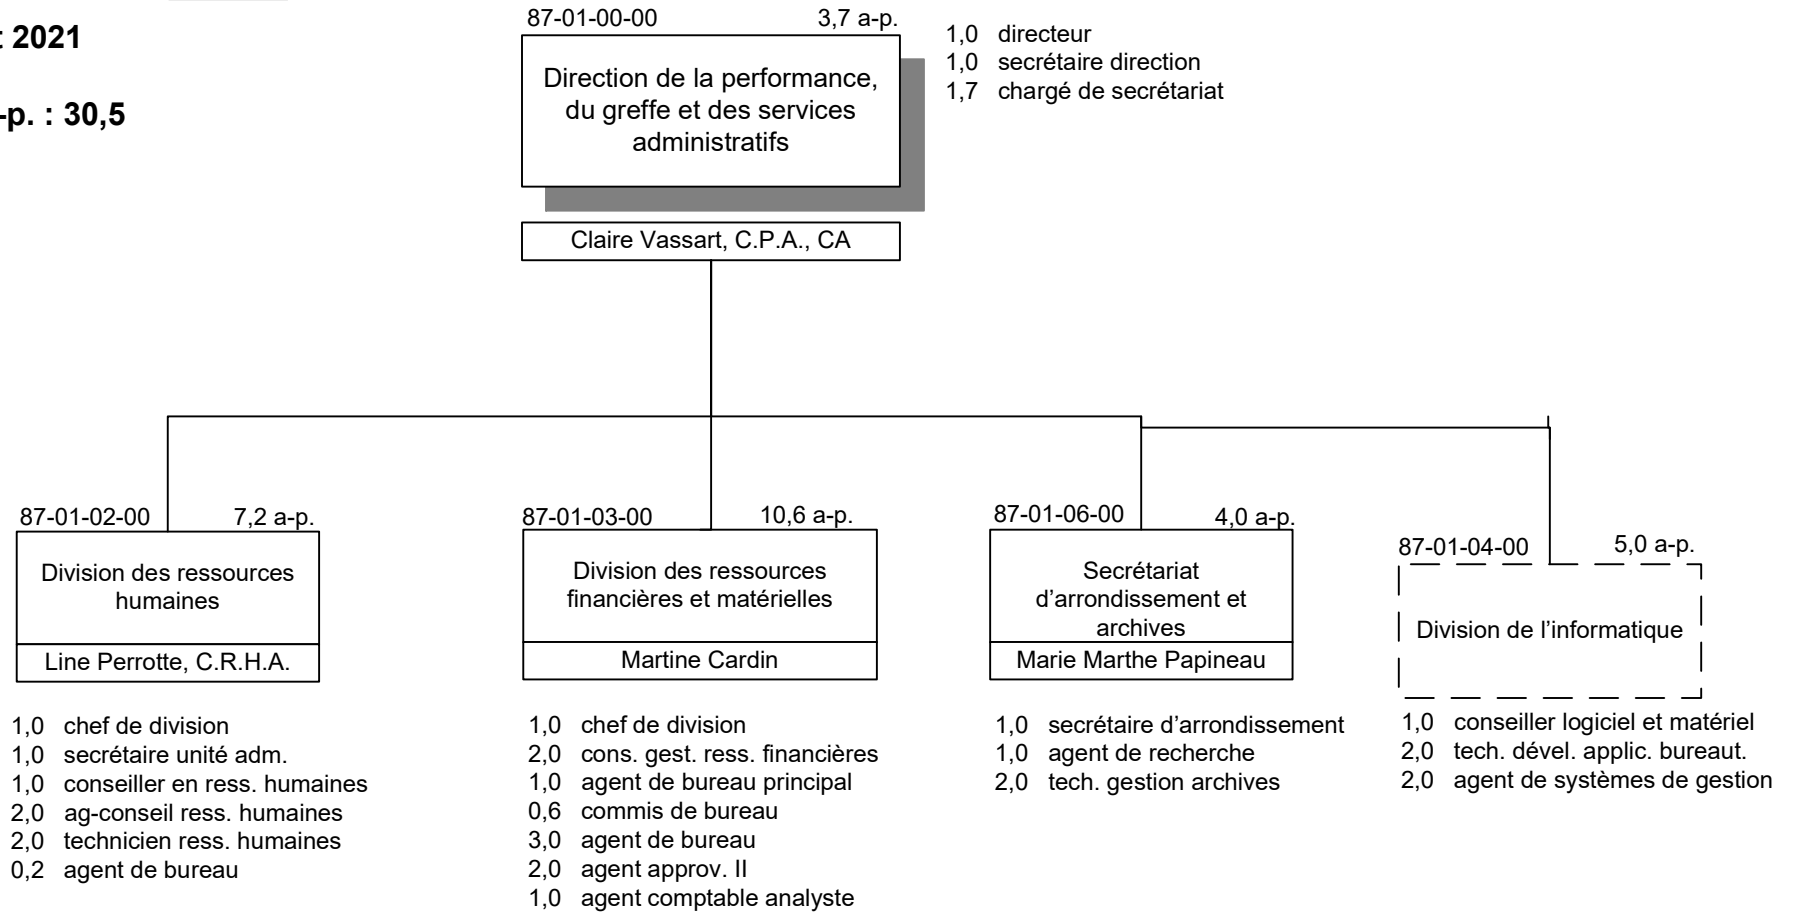 2021
-p. : 30,5
87-01-00-00 3,7 a-p.
Direction de la performance,
du greffe et des services
administratifs
Claire Vassart, C.P.A., CA
1,0 directeur
1,0 secrétaire direction
1,7 chargé de secrétariat
87-01-02-00 7,2 a-p.
Division des ressources
humaines
Line Perrotte, C.R.H.A.
1,0 chef de division
1,0 secrétaire unité adm.
1,0 conseiller en ress. humaines
2,0 ag-conseil ress. humaines
2,0 technicien ress. humaines
0,2 agent de bureau
87-01-03-00 10,6 a-p.
Division des ressources
financières et matérielles
Martine Cardin
1,0 chef de division
2,0 cons. gest. ress. financières
1,0 agent de bureau principal
0,6 commis de bureau
3,0 agent de bureau
2,0 agent approv. II
1,0 agent comptable analyste
87-01-06-00 4,0 a-p.
Secrétariat
d’arrondissement et
archives
Marie Marthe Papineau
1,0 secrétaire d’arrondissement
1,0 agent de recherche
2,0 tech. gestion archives
87-01-04-00 5,0 a-p.
Division de l’informatique
1,0 conseiller logiciel et matériel
2,0 tech. dével. applic. bureaut.
2,0 agent de systèmes de gestion